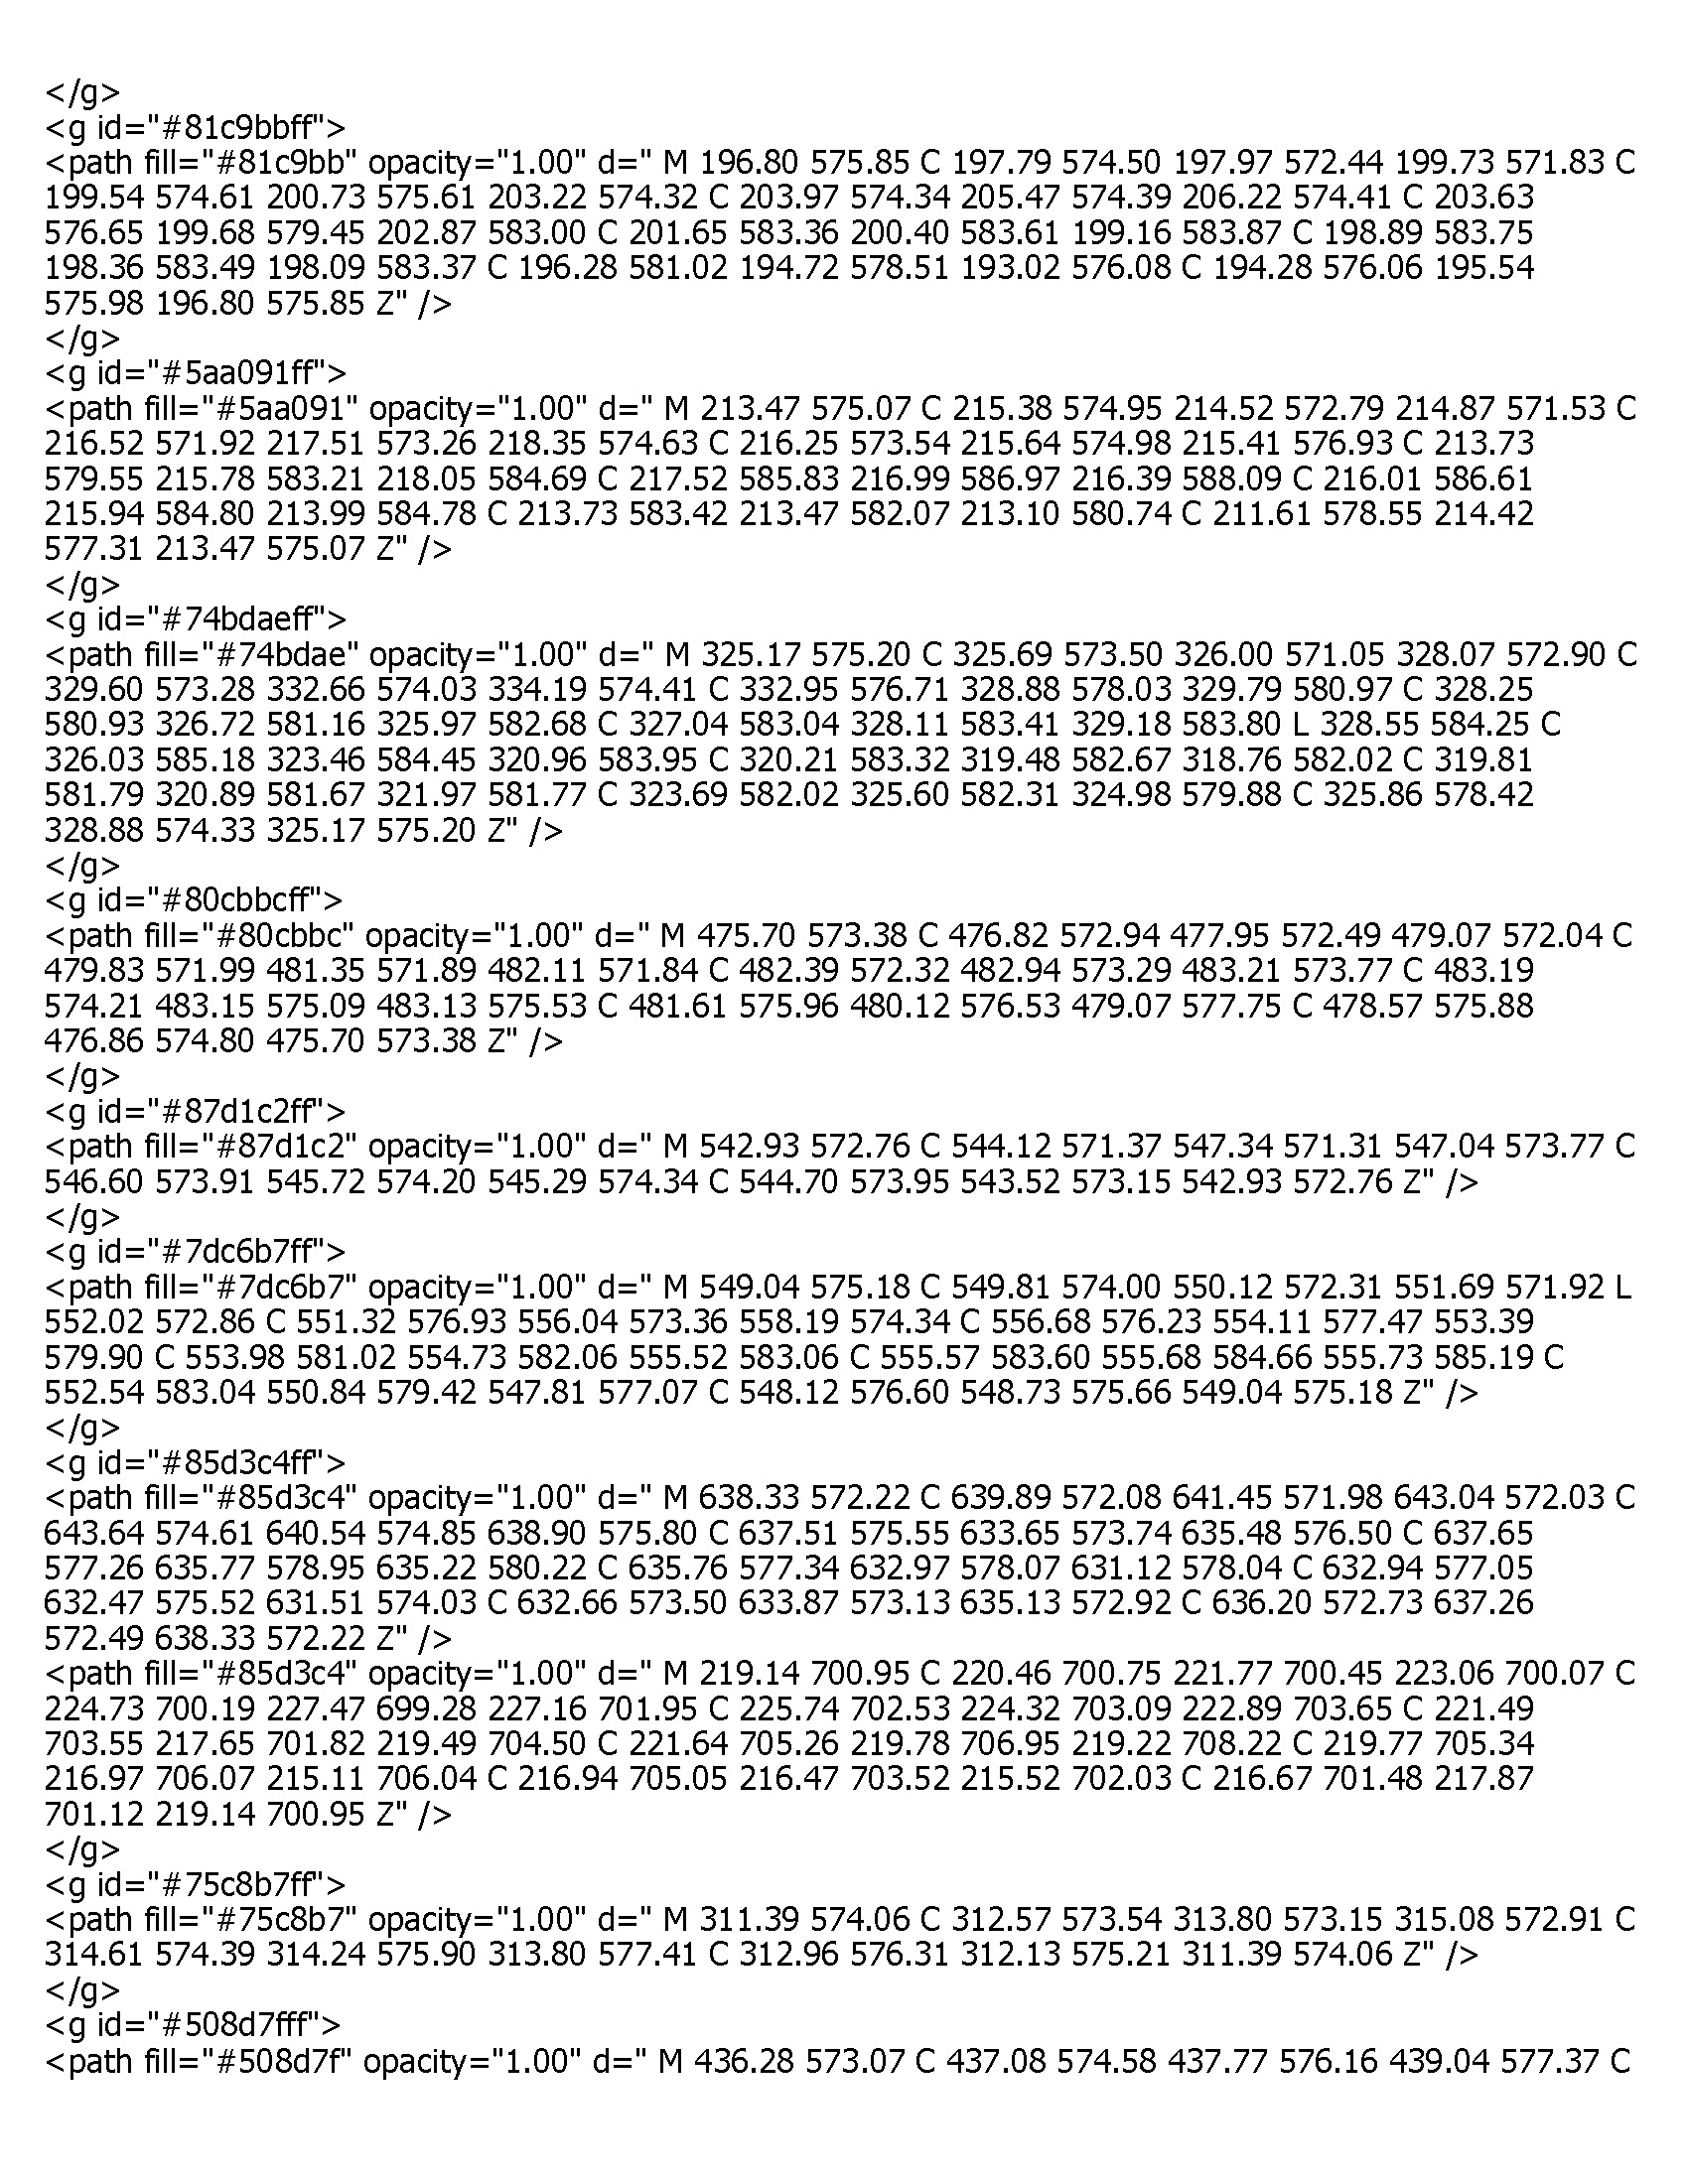 </g>
<g id="#81c9bbff">
<path fill="#81c9bb" opacity="1.00" d=" M 196.80 575.85 C 197.79 574.50 197.97 572.44 199.73 571.83 C
199.54 574.61 200.73 575.61 203.22 574.32 C 203.97 574.34 205.47 574.39 206.22 574.41 C 203.63
576.65 199.68 579.45 202.87 583.00 C 201.65 583.36 200.40 583.61 199.16 583.87 C 198.89 583.75
198.36 583.49 198.09 583.37 C 196.28 581.02 194.72 578.51 193.02 576.08 C 194.28 576.06 195.54
575.98 196.80 575.85 Z" />
</g>
<g id="#5aa091ff">
<path fill="#5aa091" opacity="1.00" d=" M 213.47 575.07 C 215.38 574.95 214.52 572.79 214.87 571.53 C
216.52 571.92 217.51 573.26 218.35 574.63 C 216.25 573.54 215.64 574.98 215.41 576.93 C 213.73
579.55 215.78 583.21 218.05 584.69 C 217.52 585.83 216.99 586.97 216.39 588.09 C 216.01 586.61
215.94 584.80 213.99 584.78 C 213.73 583.42 213.47 582.07 213.10 580.74 C 211.61 578.55 214.42
577.31 213.47 575.07 Z" />
</g>
<g id="#74bdaeff">
<path fill="#74bdae" opacity="1.00" d=" M 325.17 575.20 C 325.69 573.50 326.00 571.05 328.07 572.90 C
329.60 573.28 332.66 574.03 334.19 574.41 C 332.95 576.71 328.88 578.03 329.79 580.97 C 328.25
580.93 326.72 581.16 325.97 582.68 C 327.04 583.04 328.11 583.41 329.18 583.80 L 328.55 584.25 C
326.03 585.18 323.46 584.45 320.96 583.95 C 320.21 583.32 319.48 582.67 318.76 582.02 C 319.81
581.79 320.89 581.67 321.97 581.77 C 323.69 582.02 325.60 582.31 324.98 579.88 C 325.86 578.42
328.88 574.33 325.17 575.20 Z" />
</g>
<g id="#80cbbcff">
<path fill="#80cbbc" opacity="1.00" d=" M 475.70 573.38 C 476.82 572.94 477.95 572.49 479.07 572.04 C
479.83 571.99 481.35 571.89 482.11 571.84 C 482.39 572.32 482.94 573.29 483.21 573.77 C 483.19
574.21 483.15 575.09 483.13 575.53 C 481.61 575.96 480.12 576.53 479.07 577.75 C 478.57 575.88
476.86 574.80 475.70 573.38 Z" />
</g>
<g id="#87d1c2ff">
<path fill="#87d1c2" opacity="1.00" d=" M 542.93 572.76 C 544.12 571.37 547.34 571.31 547.04 573.77 C
546.60 573.91 545.72 574.20 545.29 574.34 C 544.70 573.95 543.52 573.15 542.93 572.76 Z" />
</g>
<g id="#7dc6b7ff">
<path fill="#7dc6b7" opacity="1.00" d=" M 549.04 575.18 C 549.81 574.00 550.12 572.31 551.69 571.92 L
552.02 572.86 C 551.32 576.93 556.04 573.36 558.19 574.34 C 556.68 576.23 554.11 577.47 553.39
579.90 C 553.98 581.02 554.73 582.06 555.52 583.06 C 555.57 583.60 555.68 584.66 555.73 585.19 C
552.54 583.04 550.84 579.42 547.81 577.07 C 548.12 576.60 548.73 575.66 549.04 575.18 Z" />
</g>
<g id="#85d3c4ff">
<path fill="#85d3c4" opacity="1.00" d=" M 638.33 572.22 C 639.89 572.08 641.45 571.98 643.04 572.03 C
643.64 574.61 640.54 574.85 638.90 575.80 C 637.51 575.55 633.65 573.74 635.48 576.50 C 637.65
577.26 635.77 578.95 635.22 580.22 C 635.76 577.34 632.97 578.07 631.12 578.04 C 632.94 577.05
632.47 575.52 631.51 574.03 C 632.66 573.50 633.87 573.13 635.13 572.92 C 636.20 572.73 637.26
572.49 638.33 572.22 Z" />
<path fill="#85d3c4" opacity="1.00" d=" M 219.14 700.95 C 220.46 700.75 221.77 700.45 223.06 700.07 C
224.73 700.19 227.47 699.28 227.16 701.95 C 225.74 702.53 224.32 703.09 222.89 703.65 C 221.49
703.55 217.65 701.82 219.49 704.50 C 221.64 705.26 219.78 706.95 219.22 708.22 C 219.77 705.34
216.97 706.07 215.11 706.04 C 216.94 705.05 216.47 703.52 215.52 702.03 C 216.67 701.48 217.87
701.12 219.14 700.95 Z" />
</g>
<g id="#75c8b7ff">
<path fill="#75c8b7" opacity="1.00" d=" M 311.39 574.06 C 312.57 573.54 313.80 573.15 315.08 572.91 C
314.61 574.39 314.24 575.90 313.80 577.41 C 312.96 576.31 312.13 575.21 311.39 574.06 Z" />
</g>
<g id="#508d7fff">
<path fill="#508d7f" opacity="1.00" d=" M 436.28 573.07 C 437.08 574.58 437.77 576.16 439.04 577.37 C